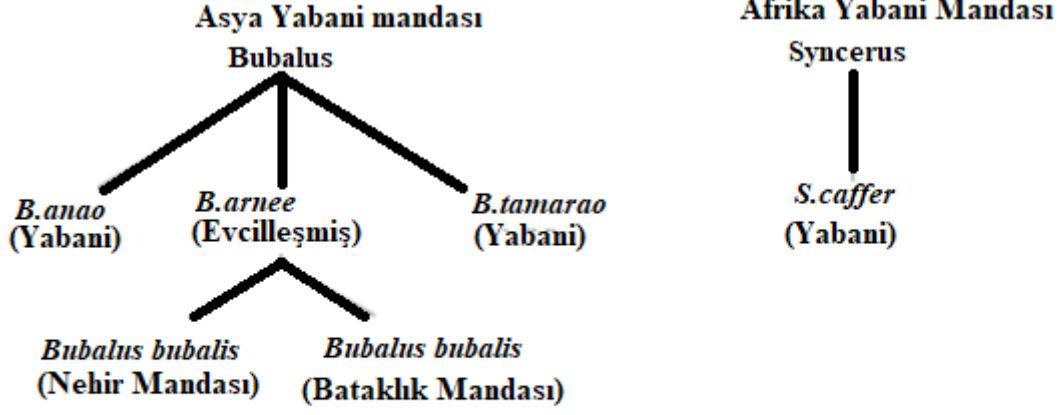 Asya Yabani mandası
Bubalus
B.anao
(Yabani)
B.arnee
(Evcilleşmiş)
B.tamarao
(Yabani)
Bubalus bubalis
(Nehir Mandası)
Bubalus bubalis
(Bataklık Mandası)
Afrika Yabani Mandası
Syncerus
S.caffer
(Yabani)